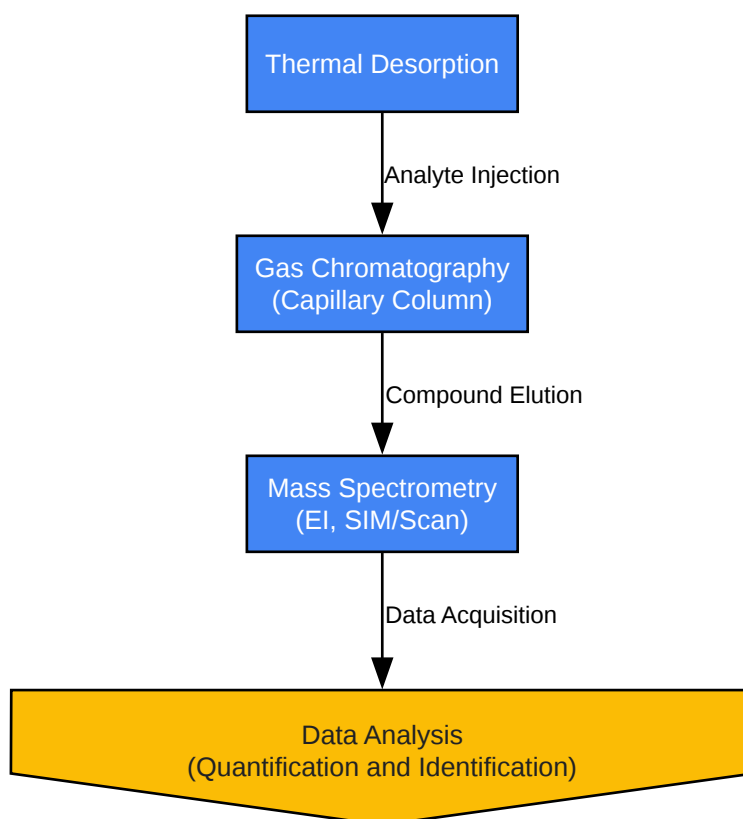 Thermal Desorption
Analyte Injection
Gas Chromatography
(Capillary Column)
Compound Elution
Mass Spectrometry
(EI, SIM/Scan)
Data Acquisition
Data Analysis
(Quantification and Identification)